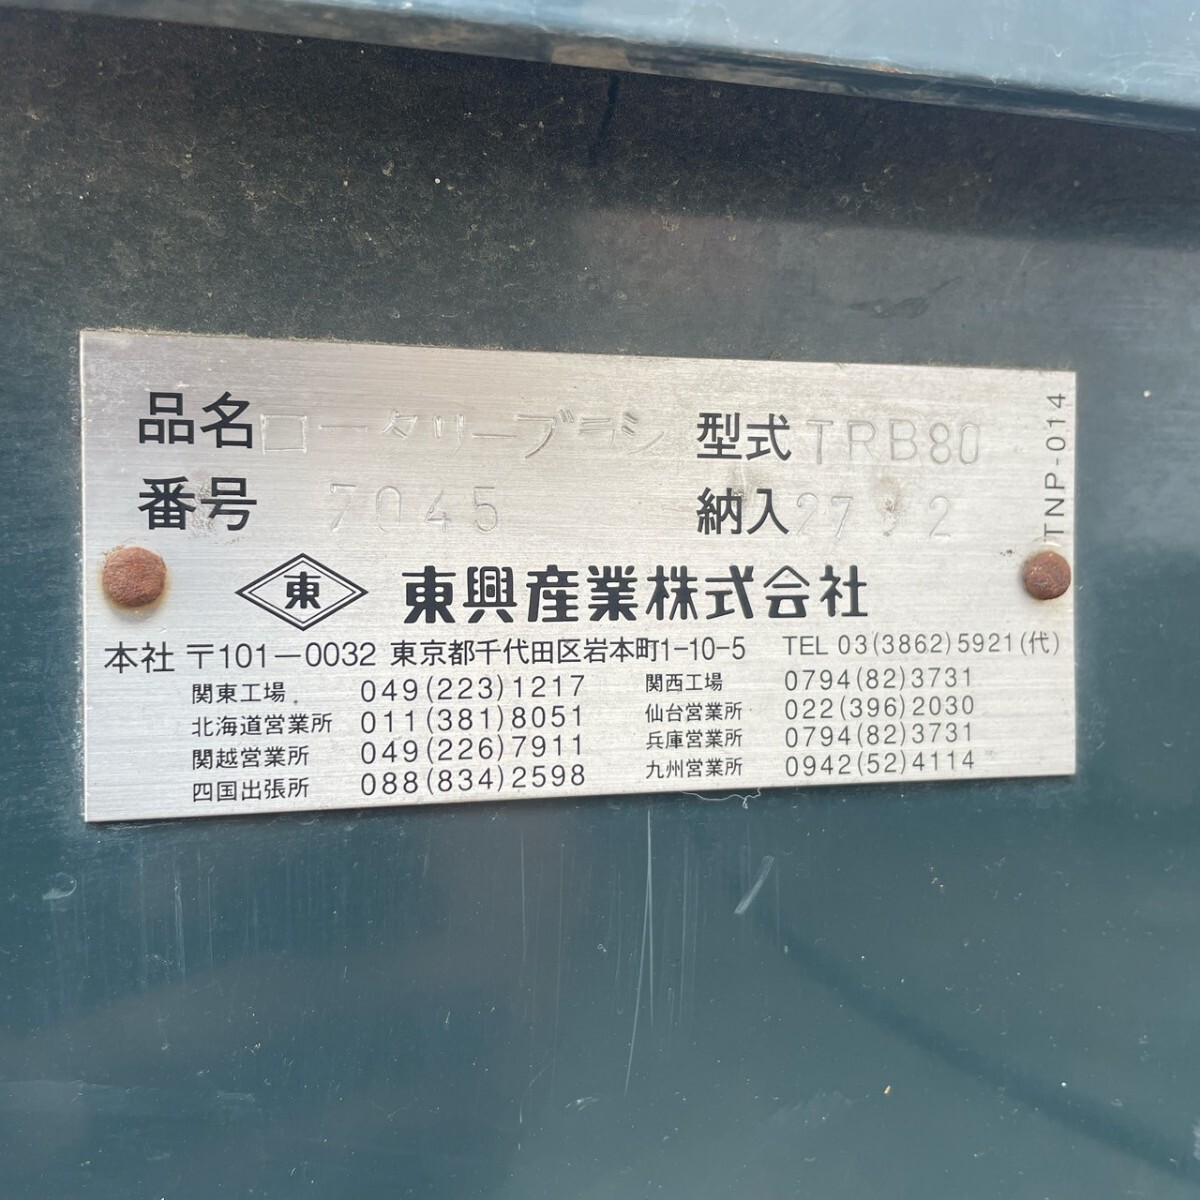 品名 ロータリーブラシ 型式 TRB80
番号 7045 納入 27.2
TNP-014
東 東興産業株式会社
本社 〒101-0032 東京都千代田区岩本町1-10-5 TEL 03(3862)5921(代)
関東工場 049(223)1217 関西工場 0794(82)3731
北海道営業所 011(381)8051 仙台営業所 022(396)2030
関越営業所 049(226)7911 兵庫営業所 0794(82)3731
四国出張所 088(834)2598 九州営業所 0942(52)4114